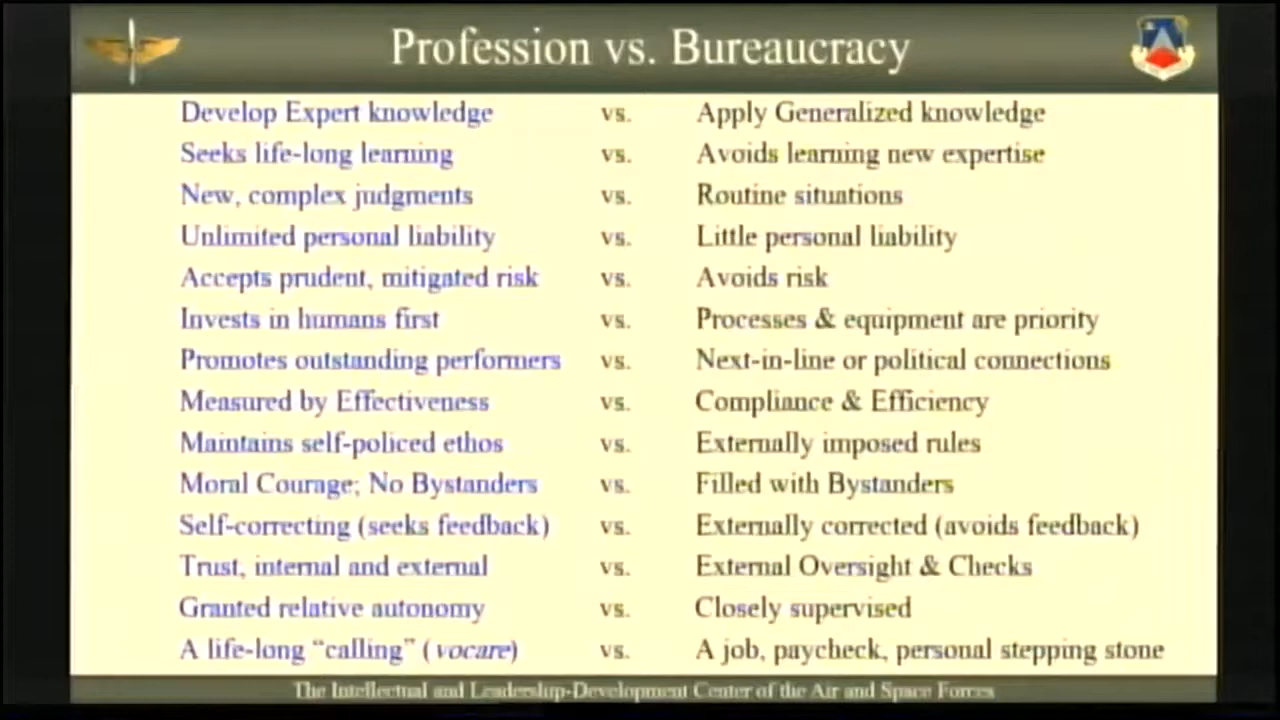 Profession vs. Bureaucracy
Develop Expert knowledge vs. Apply Generalized knowledge
Seeks life-long learning vs. Avoids learning new expertise
New, complex judgments vs. Routine situations
Unlimited personal liability vs. Little personal liability
Accepts prudent, mitigated risk vs. Avoids risk
Invests in humans first vs. Processes & equipment are priority
Promotes outstanding performers vs. Next-in-line or political connections
Measured by Effectiveness vs. Compliance & Efficiency
Maintains self-policed ethos vs. Externally imposed rules
Moral Courage; No Bystanders vs. Filled with Bystanders
Self-correcting (seeks feedback) vs. Externally corrected (avoids feedback)
Trust, internal and external vs. External Oversight & Checks
Granted relative autonomy vs. Closely supervised
A life-long “calling” (vocare) vs. A job, paycheck, personal stepping stone
The Intellectual and Leadership-Development Center of the Air and Space Forces